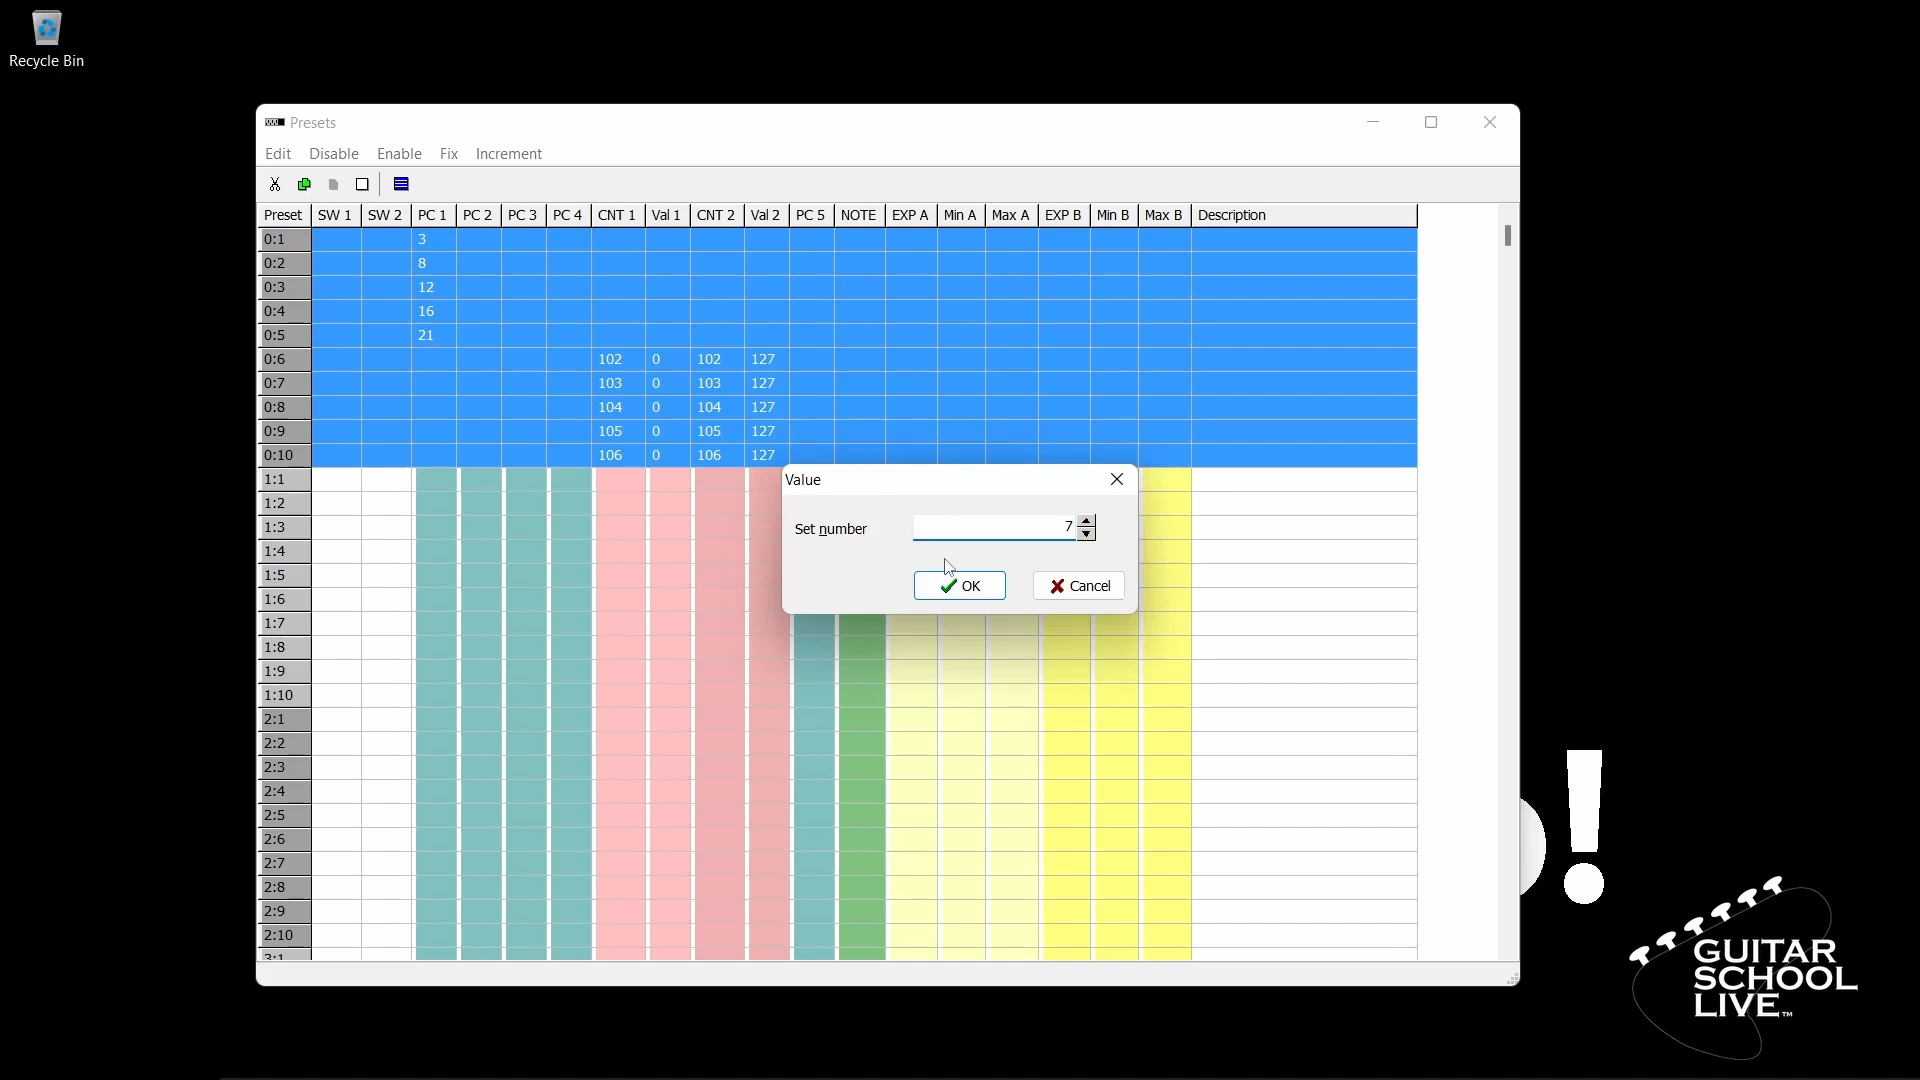 Recycle Bin
Presets
Edit Disable Enable Fix Increment
Preset SW 1 SW 2 PC 1 PC 2 PC 3 PC 4 CNT 1 Val 1 CNT 2 Val 2 PC 5 NOTE EXP A Min A Max A EXP B Min B Max B Description
0:1 3
0:2 8
0:3 12
0:4 16
0:5 21
0:6 102 0 102 127
0:7 103 0 103 127
0:8 104 0 104 127
0:9 105 0 105 127
0:10 106 0 106 127
1:1
1:2
1:3
1:4
1:5
1:6
1:7
1:8
1:9
1:10
2:1
2:2
2:3
2:4
2:5
2:6
2:7
2:8
2:9
2:10
3:1
Value
Set number 7
OK Cancel
!
GUITAR
SCHOOL
LIVE™